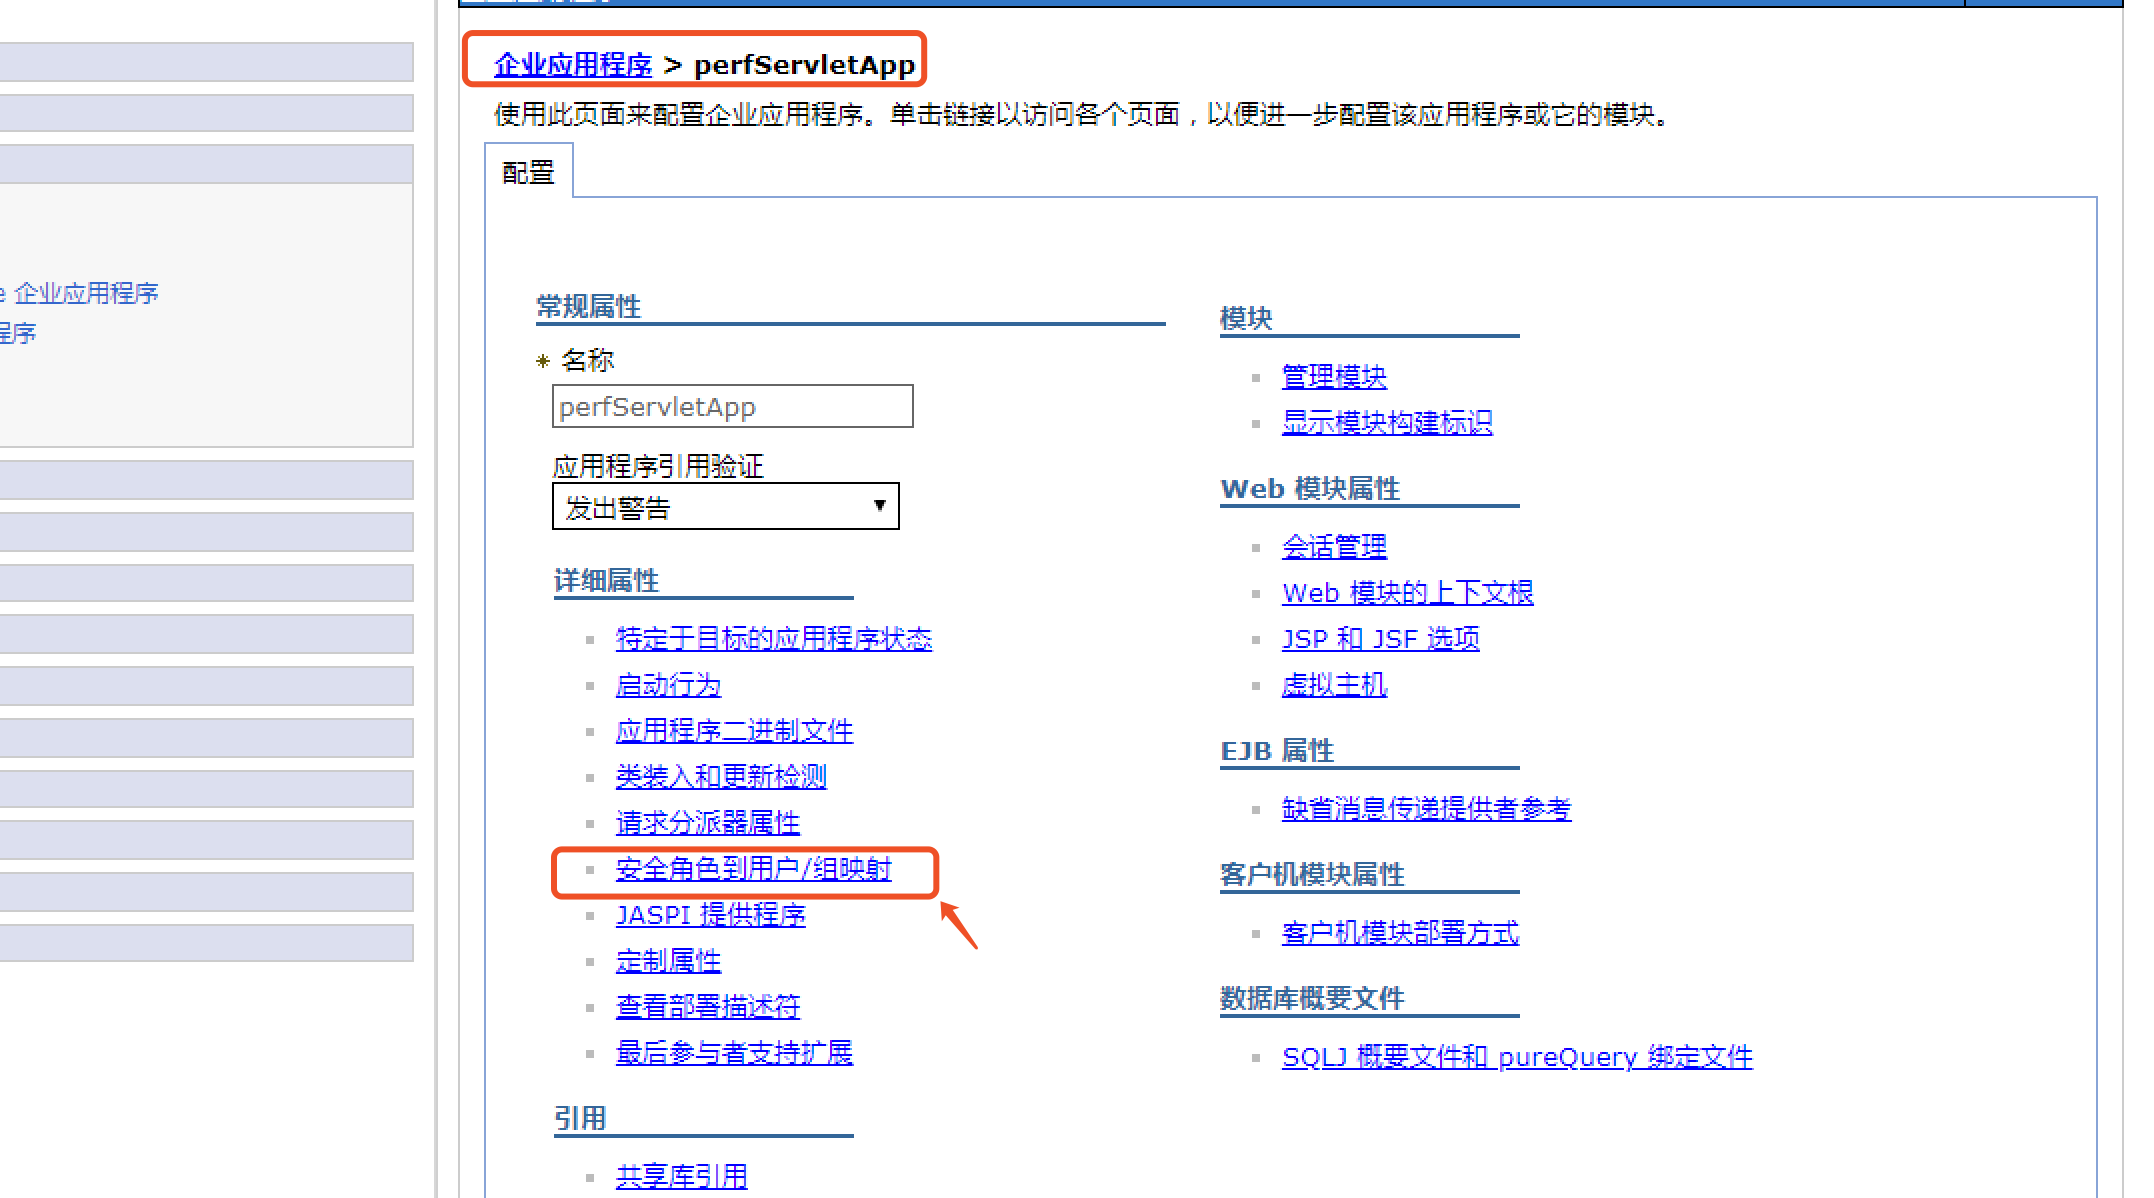 企业应用程序 > perfServletApp
使用此页面来配置企业应用程序。单击链接以访问各个页面，以便进一步配置该应用程序或它的模块。
配置
e 企业应用程序
程序
常规属性
* 名称
perfServletApp
应用程序引用验证
发出警告
详细属性
特定于目标的应用程序状态
启动行为
应用程序二进制文件
类装入和更新检测
请求分派器属性
安全角色到用户/组映射
JASPI 提供程序
定制属性
查看部署描述符
最后参与者支持扩展
引用
共享库引用
模块
管理模块
显示模块构建标识
Web 模块属性
会话管理
Web 模块的上下文根
JSP 和 JSF 选项
虚拟主机
EJB 属性
缺省消息传递提供者参考
客户机模块属性
客户机模块部署方式
数据库概要文件
SQLJ 概要文件和 pureQuery 绑定文件